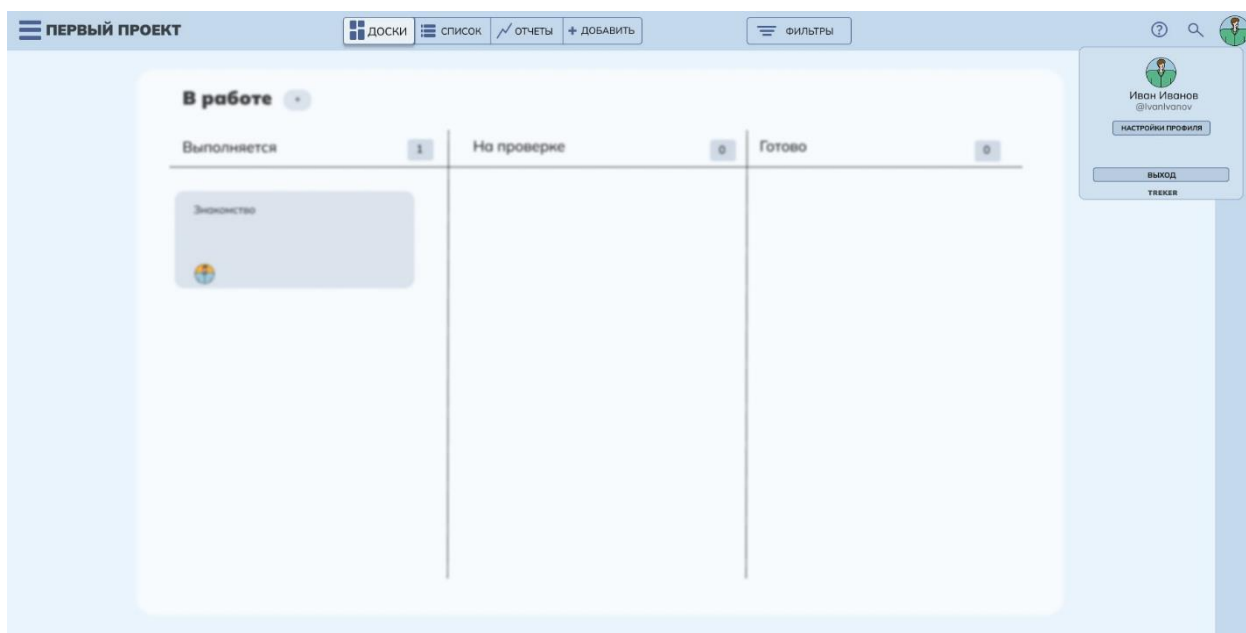 ПЕРВЫЙ ПРОЕКТ
ДОСКИ
СПИСОК
ОТЧЕТЫ
+ ДОБАВИТЬ
ФИЛЬТРЫ
?
Иван Иванов
@IvanIvanov
НАСТРОЙКИ ПРОФИЛЯ
ВЫХОД
TREKER
В работе +
Выполняется 1
На проверке 0
Готово 0
Знакомство